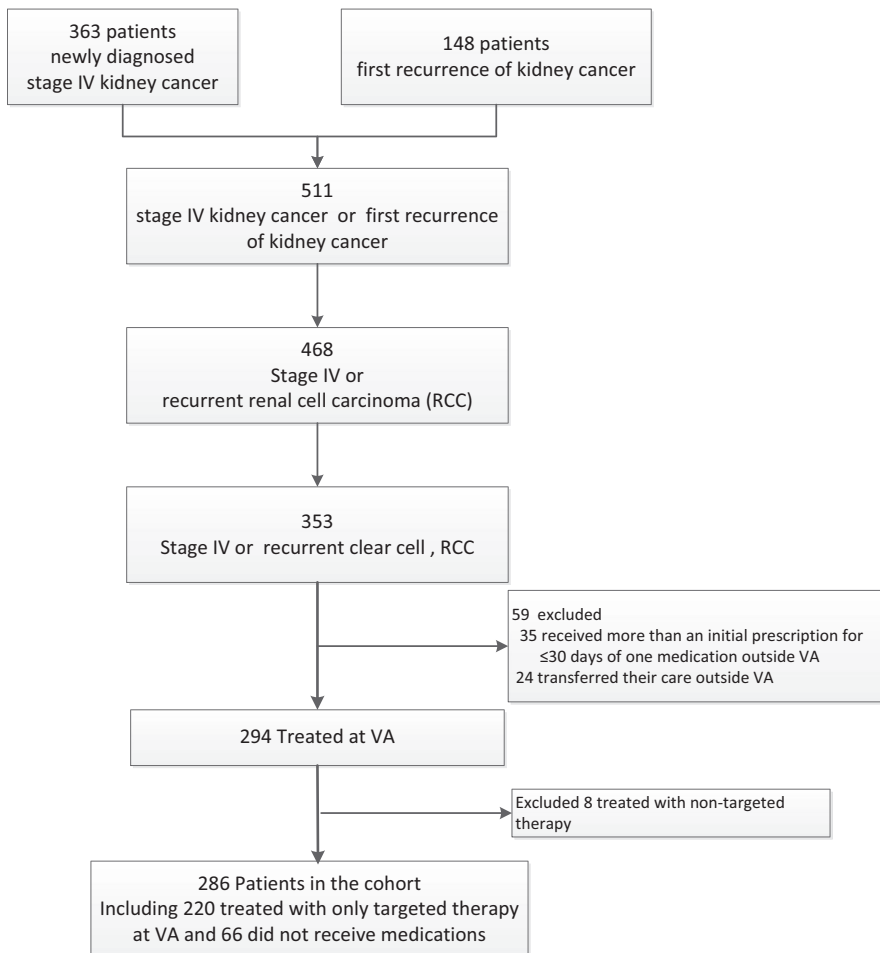 363 patients
newly diagnosed
stage IV kidney cancer
148 patients
first recurrence of kidney cancer
511
stage IV kidney cancer or first recurrence
of kidney cancer
468
Stage IV or
recurrent renal cell carcinoma (RCC)
353
Stage IV or recurrent clear cell , RCC
59 excluded
35 received more than an initial prescription for
≤30 days of one medication outside VA
24 transferred their care outside VA
294 Treated at VA
Excluded 8 treated with non-targeted
therapy
286 Patients in the cohort
Including 220 treated with only targeted therapy
at VA and 66 did not receive medications